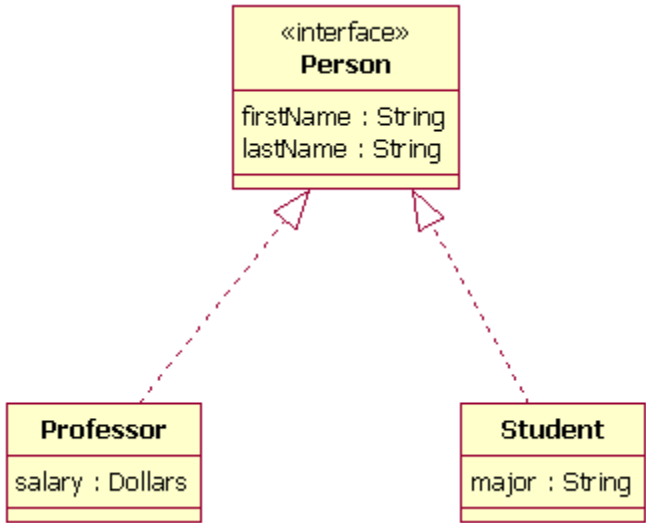 «interface»
Person
firstName : String
lastName : String
Professor
salary : Dollars
Student
major : String